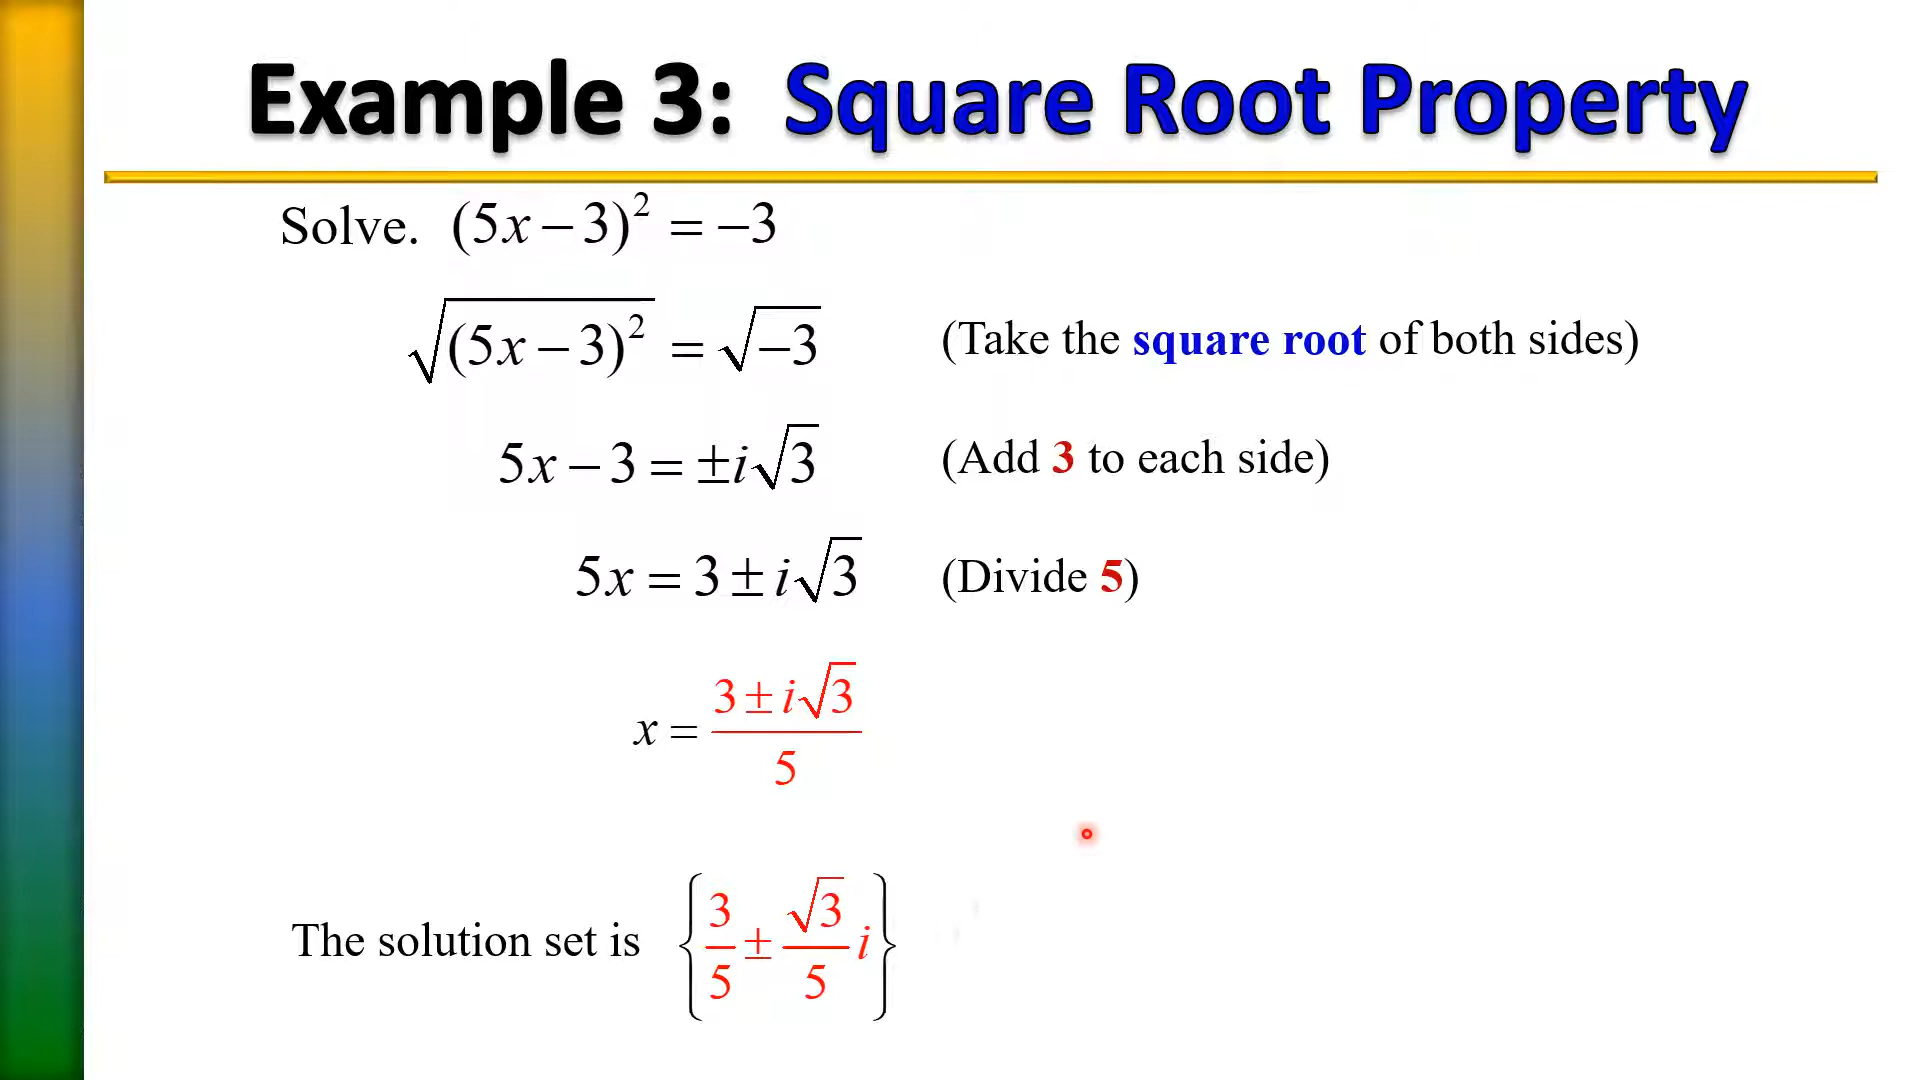 Example 3: Square Root Property
Solve. (5x − 3)² = −3
√(5x − 3)² = √−3 (Take the square root of both sides)
5x − 3 = ±i√3 (Add 3 to each side)
5x = 3 ± i√3 (Divide 5)
x = (3 ± i√3)/5
The solution set is {3/5 ± √3/5 i}